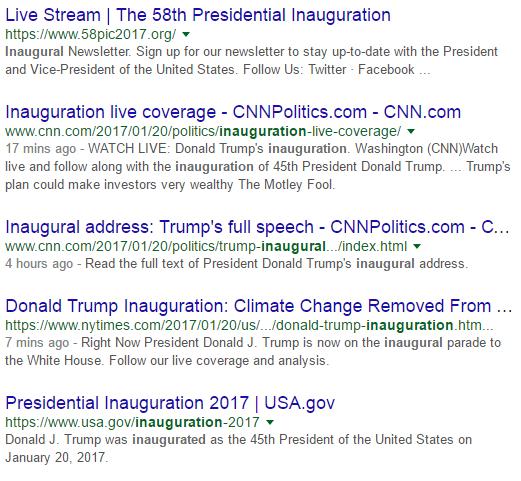 Live Stream | The 58th Presidential Inauguration
https://www.58pic2017.org/
Inaugural Newsletter. Sign up for our newsletter to stay up-to-date with the President
and Vice-President of the United States. Follow Us: Twitter · Facebook ...
Inauguration live coverage - CNNPolitics.com - CNN.com
www.cnn.com/2017/01/20/politics/inauguration-live-coverage/
17 mins ago - WATCH LIVE: Donald Trump's inauguration. Washington (CNN)Watch
live and follow along with the inauguration of 45th President Donald Trump. ... Trump's
plan could make investors very wealthy The Motley Fool.
Inaugural address: Trump's full speech - CNNPolitics.com - C...
www.cnn.com/2017/01/20/politics/trump-inaugural.../index.html
4 hours ago - Read the full text of President Donald Trump's inaugural address.
Donald Trump Inauguration: Climate Change Removed From ...
https://www.nytimes.com/2017/01/20/us/.../donald-trump-inauguration.htm...
7 mins ago - Right Now President Donald J. Trump is now on the inaugural parade to
the White House. Follow our live coverage and analysis.
Presidential Inauguration 2017 | USA.gov
https://www.usa.gov/inauguration-2017
Donald J. Trump was inaugurated as the 45th President of the United States on
January 20, 2017.